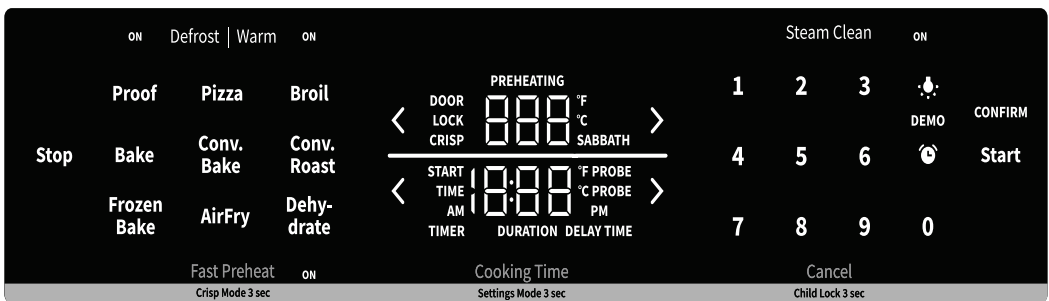 ON Defrost | Warm ON
Steam Clean ON
Proof Pizza Broil
Stop Bake Conv. Bake Conv. Roast
Frozen Bake AirFry Dehy-drate
Fast Preheat ON
Crisp Mode 3 sec
PREHEATING
DOOR 888 °F
LOCK °C
CRISP SABBATH
START °F PROBE
TIME 18:88 °C PROBE
AM PM
TIMER DURATION DELAY TIME
Cooking Time
Settings Mode 3 sec
1 2 3
DEMO CONFIRM
4 5 6 Start
7 8 9 0
Cancel
Child Lock 3 sec